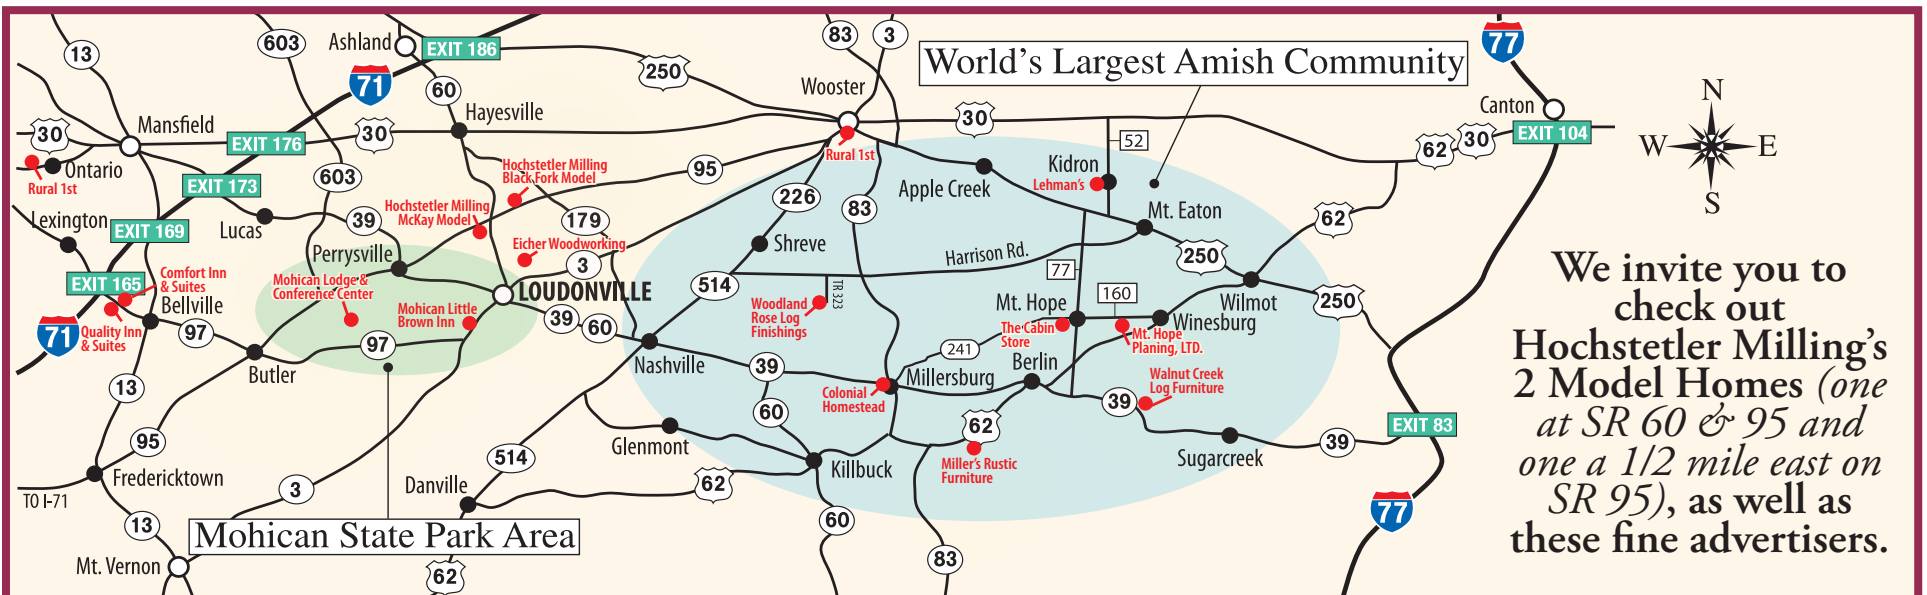 13
603
Ashland
EXIT 186
71
250
83
3
World's Largest Amish Community
77
N
W
E
S
60
Wooster
Canton
Hayesville
30
Mansfield
EXIT 176
30
30
52
62
30
EXIT 104
Ontario
Rural 1st
EXIT 173
603
Hochstetler Milling
Black Fork Model
95
Rural 1st
Apple Creek
Kidron
Lehman's
Lexington
EXIT 169
Lucas
39
Hochstetler Milling
McKay Model
179
226
83
Mt. Eaton
62
Perrysville
Eicher Woodworking
3
Shreve
Harrison Rd.
250
EXIT 165
Comfort Inn
& Suites
Bellville
Mohican Lodge &
Conference Center
LOUDONVILLE
514
TR 323
77
160
Wilmot
250
71
Quality Inn
& Suites
97
Mohican Little
Brown Inn
39
60
Woodland
Rose Log
Finishings
Mt. Hope
The Cabin
Store
Winesburg
Mt. Hope
Planing, LTD.
97
Butler
Nashville
39
241
Berlin
Millersburg
Colonial
Homestead
Walnut Creek
Log Furniture
13
60
39
62
EXIT 83
95
Glenmont
Sugarcreek
39
Fredericktown
TO I-71
514
Killbuck
Miller's Rustic
Furniture
3
Danville
62
77
13
Mohican State Park Area
60
Mt. Vernon
62
83
We invite you to
check out
Hochstetler Milling's
2 Model Homes (one
at SR 60 & 95 and
one a 1/2 mile east on
SR 95), as well as
these fine advertisers.